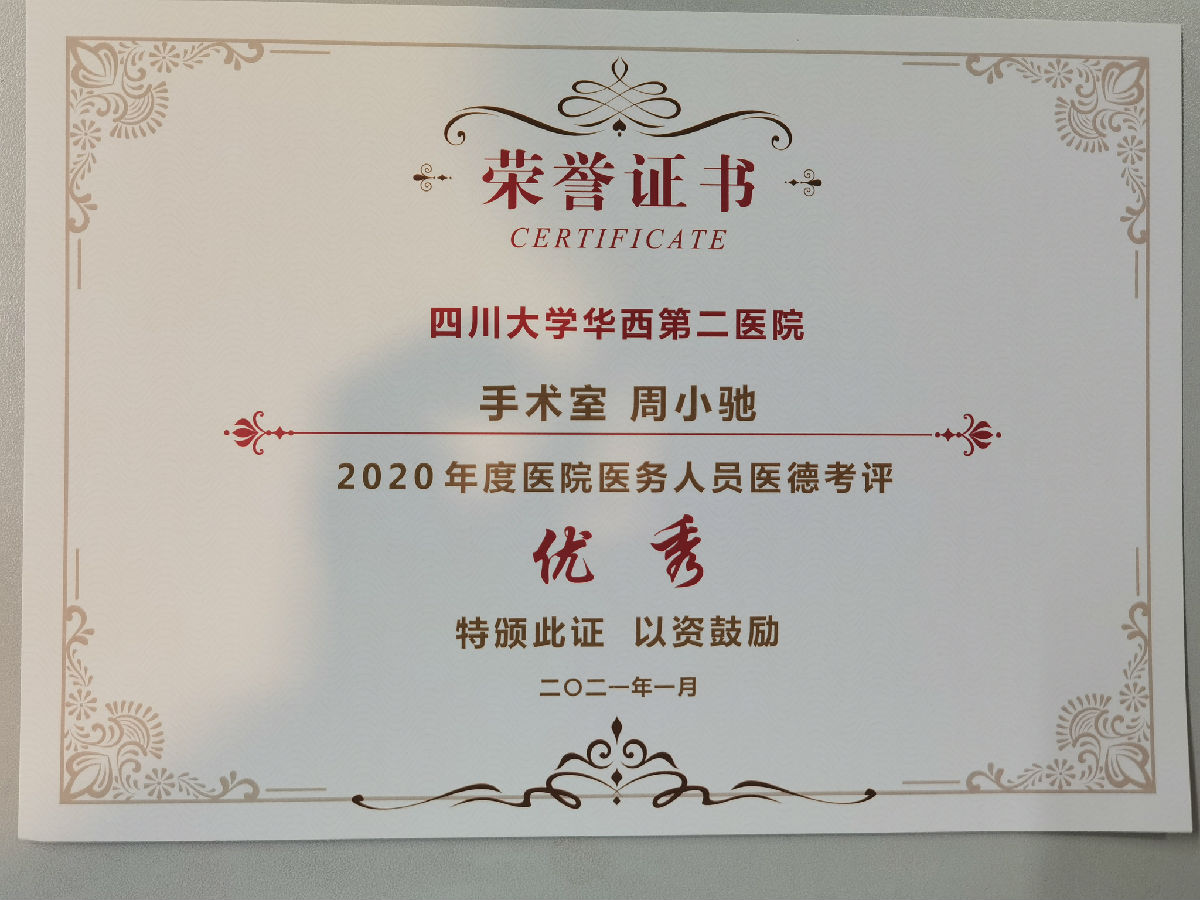 荣誉证书
CERTIFICATE
四川大学华西第二医院
手术室 周小驰
2020年度医院医务人员医德考评
优 秀
特颁此证 以资鼓励
二〇二一年一月